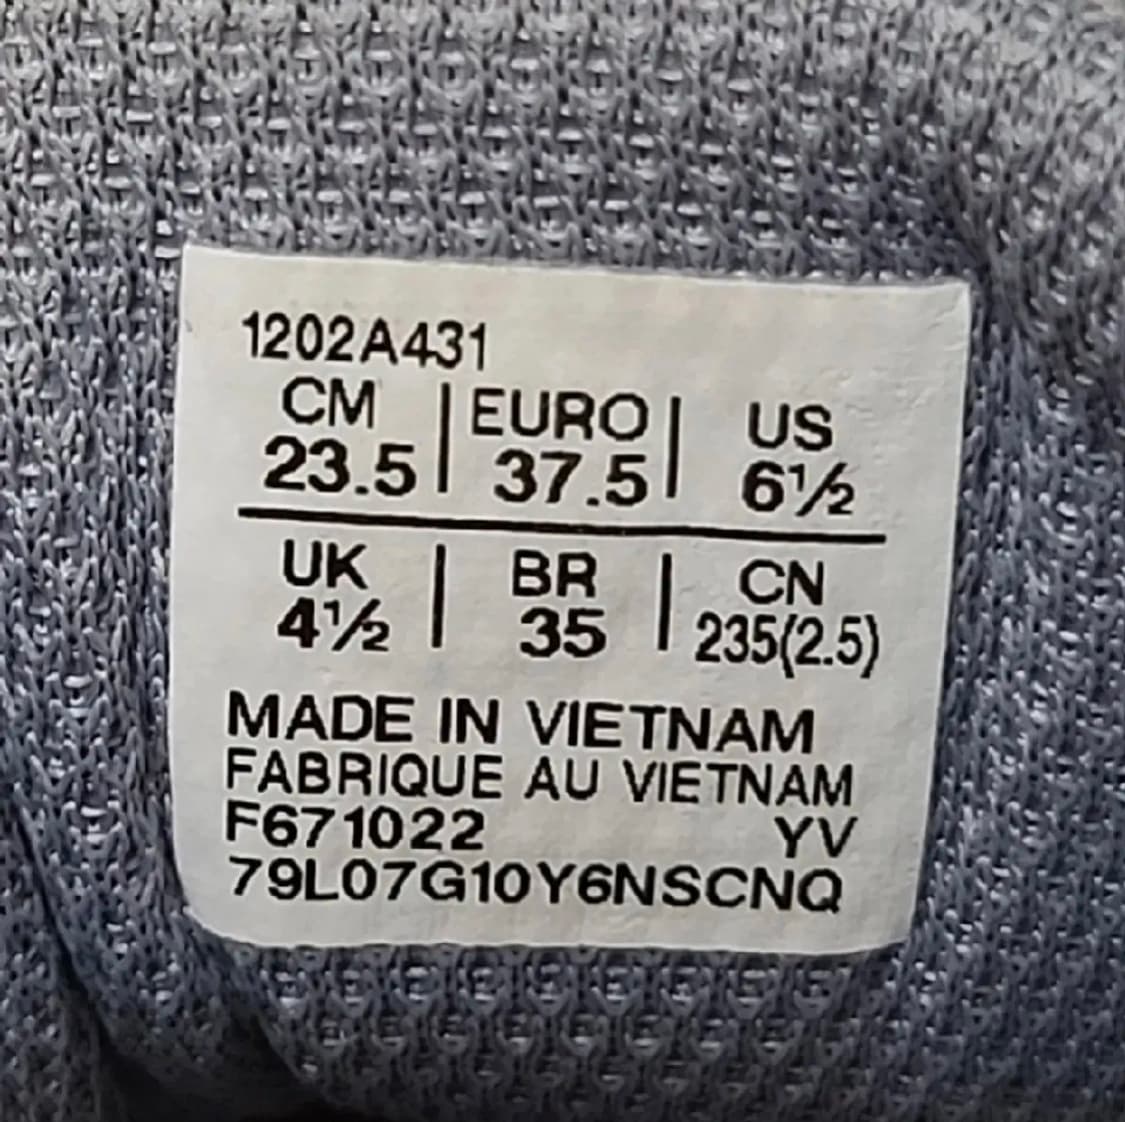 1202A431
CM | EURO | US
23.5 | 37.5 | 6½
UK | BR | CN
4½ | 35 | 235(2.5)
MADE IN VIETNAM
FABRIQUE AU VIETNAM
F671022 YV
79L07G10Y6NSCNQ